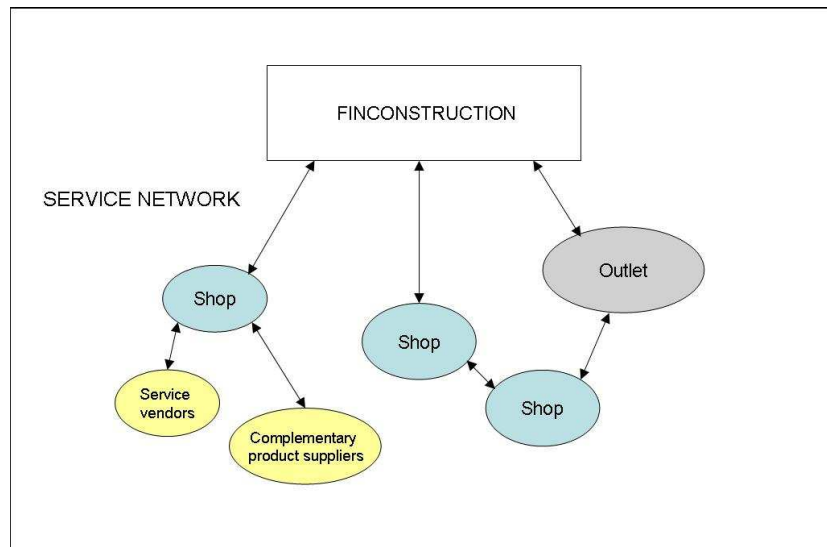 FINCONSTRUCTION
SERVICE NETWORK
Outlet
Shop
Shop
Shop
Service
vendors
Complementary
product suppliers